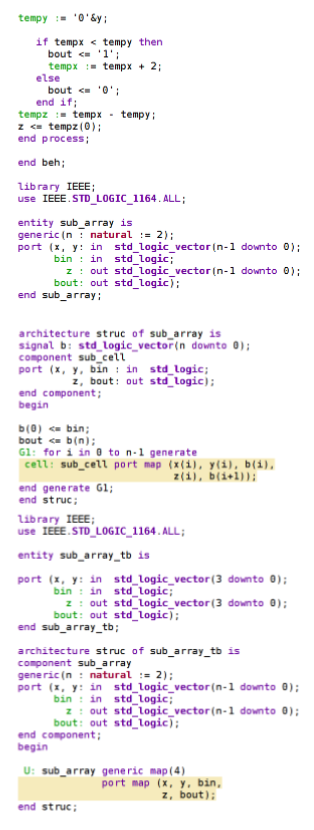 tempy := '0'&y;
if tempx < tempy then
bout <= '1';
tempx := tempx + 2;
else
bout <= '0';
end if;
tempz := tempx - tempy;
z <= tempz(0);
end process;
end beh;
library IEEE;
use IEEE.STD_LOGIC_1164.ALL;
entity sub_array is
generic(n : natural := 2);
port (x, y: in std_logic_vector(n-1 downto 0);
bin : in std_logic;
z : out std_logic_vector(n-1 downto 0);
bout: out std_logic);
end sub_array;
architecture struc of sub_array is
signal b: std_logic_vector(n downto 0);
component sub_cell
port (x, y, bin : in std_logic;
z, bout: out std_logic);
end component;
begin
b(0) <= bin;
bout <= b(n);
G1: for i in 0 to n-1 generate
cell: sub_cell port map (x(i), y(i), b(i),
z(i), b(i+1));
end generate G1;
end struc;
library IEEE;
use IEEE.STD_LOGIC_1164.ALL;
entity sub_array_tb is
port (x, y: in std_logic_vector(3 downto 0);
bin : in std_logic;
z : out std_logic_vector(3 downto 0);
bout: out std_logic);
end sub_array_tb;
architecture struc of sub_array_tb is
component sub_array
generic(n : natural := 2);
port (x, y: in std_logic_vector(n-1 downto 0);
bin : in std_logic;
z : out std_logic_vector(n-1 downto 0);
bout: out std_logic);
end component;
begin
U: sub_array generic map(4)
port map (x, y, bin,
z, bout);
end struc;